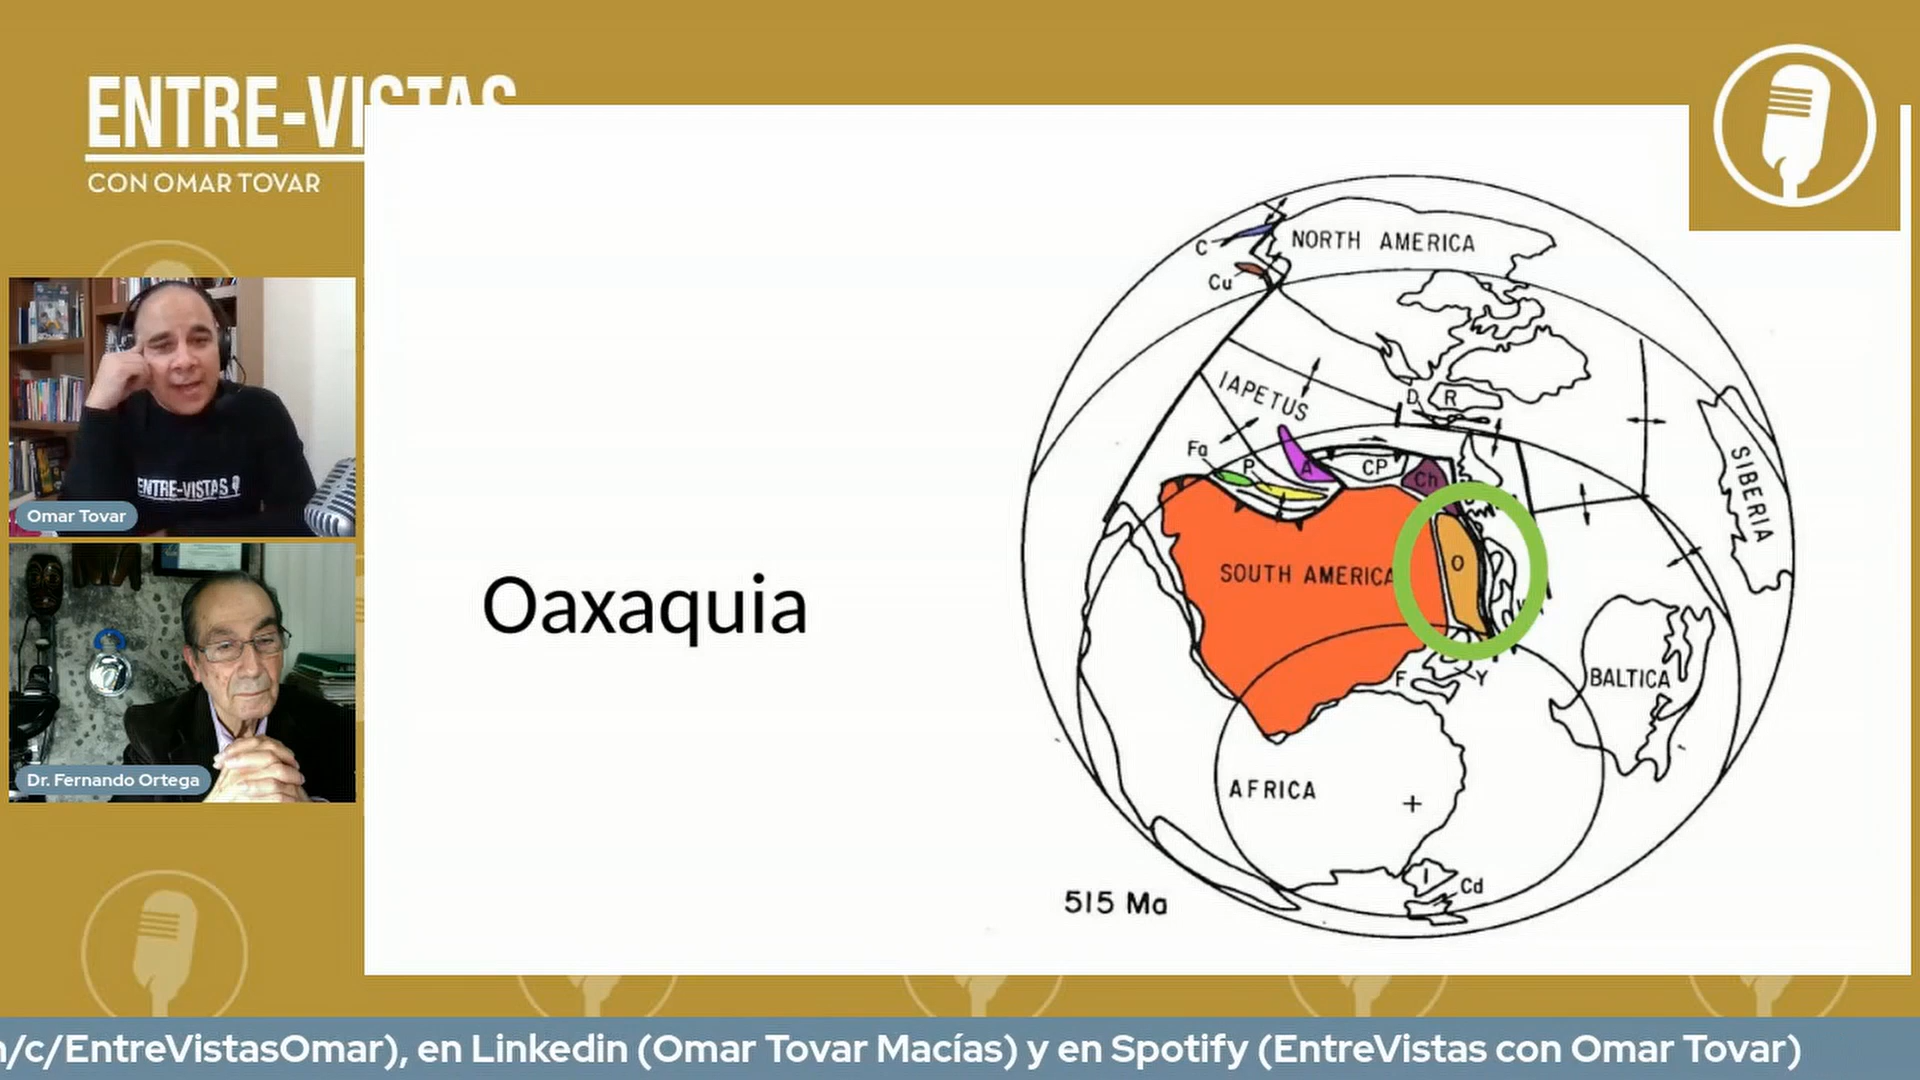 ENTRE-VISTAS
CON OMAR TOVAR
NORTH AMERICA
C
Cu
IAPETUS
D
R
SIBERIA
Fa
P
A
CP
Ch
ENTRE-VISTAS
Omar Tovar
Oaxaquia
SOUTH AMERICA
O
BALTICA
F
Y
Dr. Fernando Ortega
AFRICA
I
Cd
515 Ma
/c/EntreVistasOmar), en Linkedin (Omar Tovar Macías) y en Spotify (EntreVistas con Omar Tovar)